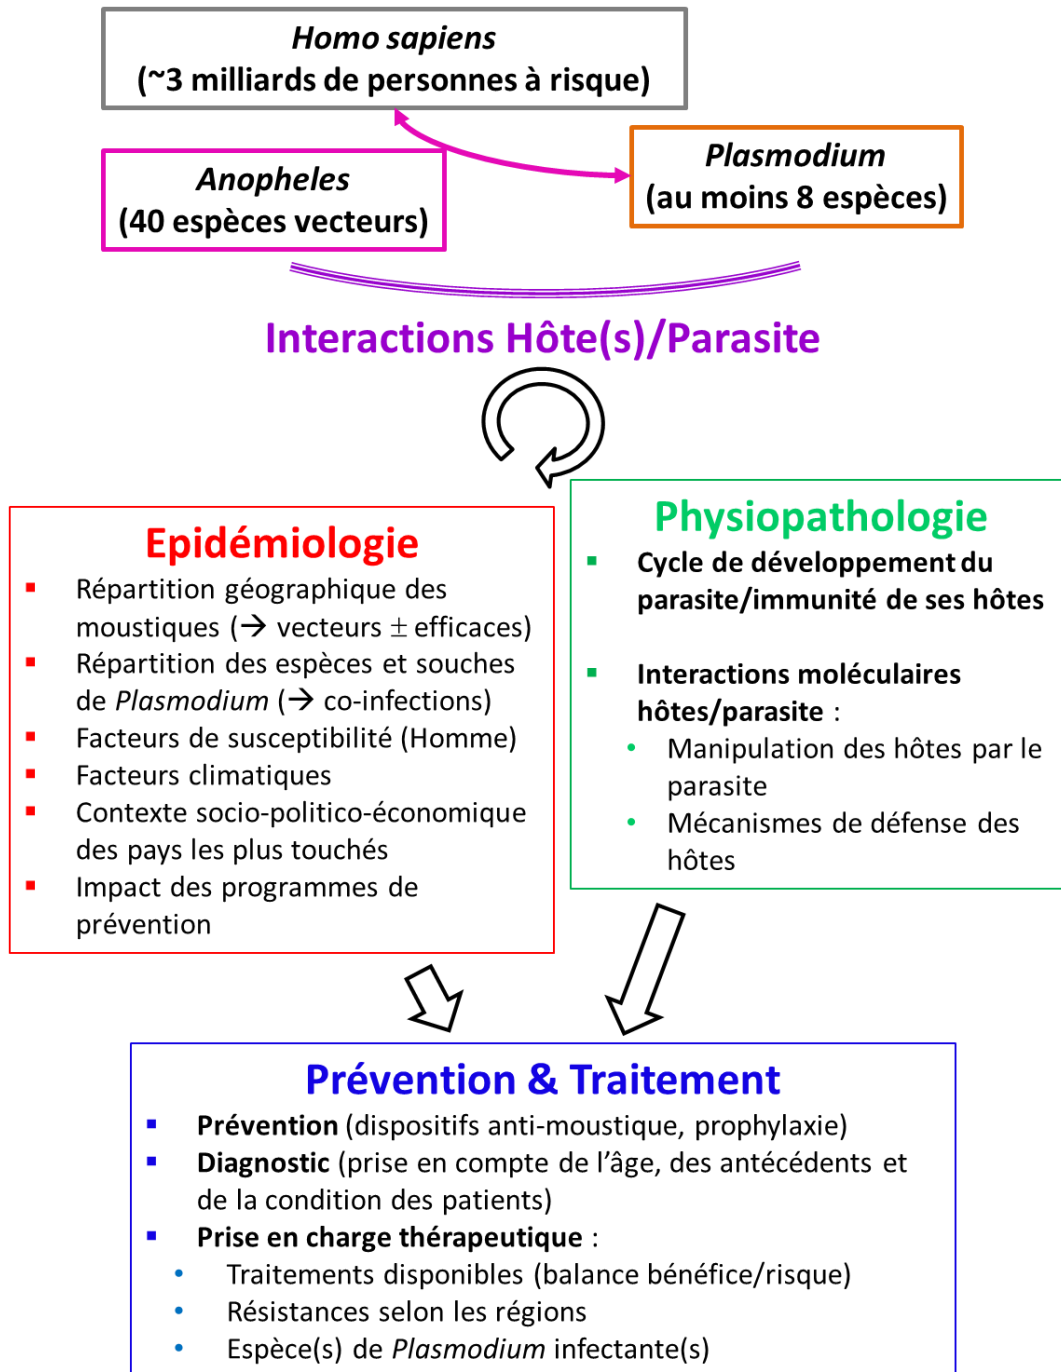 Homo sapiens
(~3 milliards de personnes à risque)
Anopheles
(40 espèces vecteurs)
Plasmodium
(au moins 8 espèces)
Interactions Hôte(s)/Parasite
Epidémiologie
▪ Répartition géographique des
moustiques (→ vecteurs ± efficaces)
▪ Répartition des espèces et souches
de Plasmodium (→ co-infections)
▪ Facteurs de susceptibilité (Homme)
▪ Facteurs climatiques
▪ Contexte socio-politico-économique
des pays les plus touchés
▪ Impact des programmes de
prévention
Physiopathologie
▪ Cycle de développement du
parasite/immunité de ses hôtes
▪ Interactions moléculaires
hôtes/parasite :
• Manipulation des hôtes par le
parasite
• Mécanismes de défense des
hôtes
Prévention & Traitement
▪ Prévention (dispositifs anti-moustique, prophylaxie)
▪ Diagnostic (prise en compte de l’âge, des antécédents et
de la condition des patients)
▪ Prise en charge thérapeutique :
• Traitements disponibles (balance bénéfice/risque)
• Résistances selon les régions
• Espèce(s) de Plasmodium infectante(s)